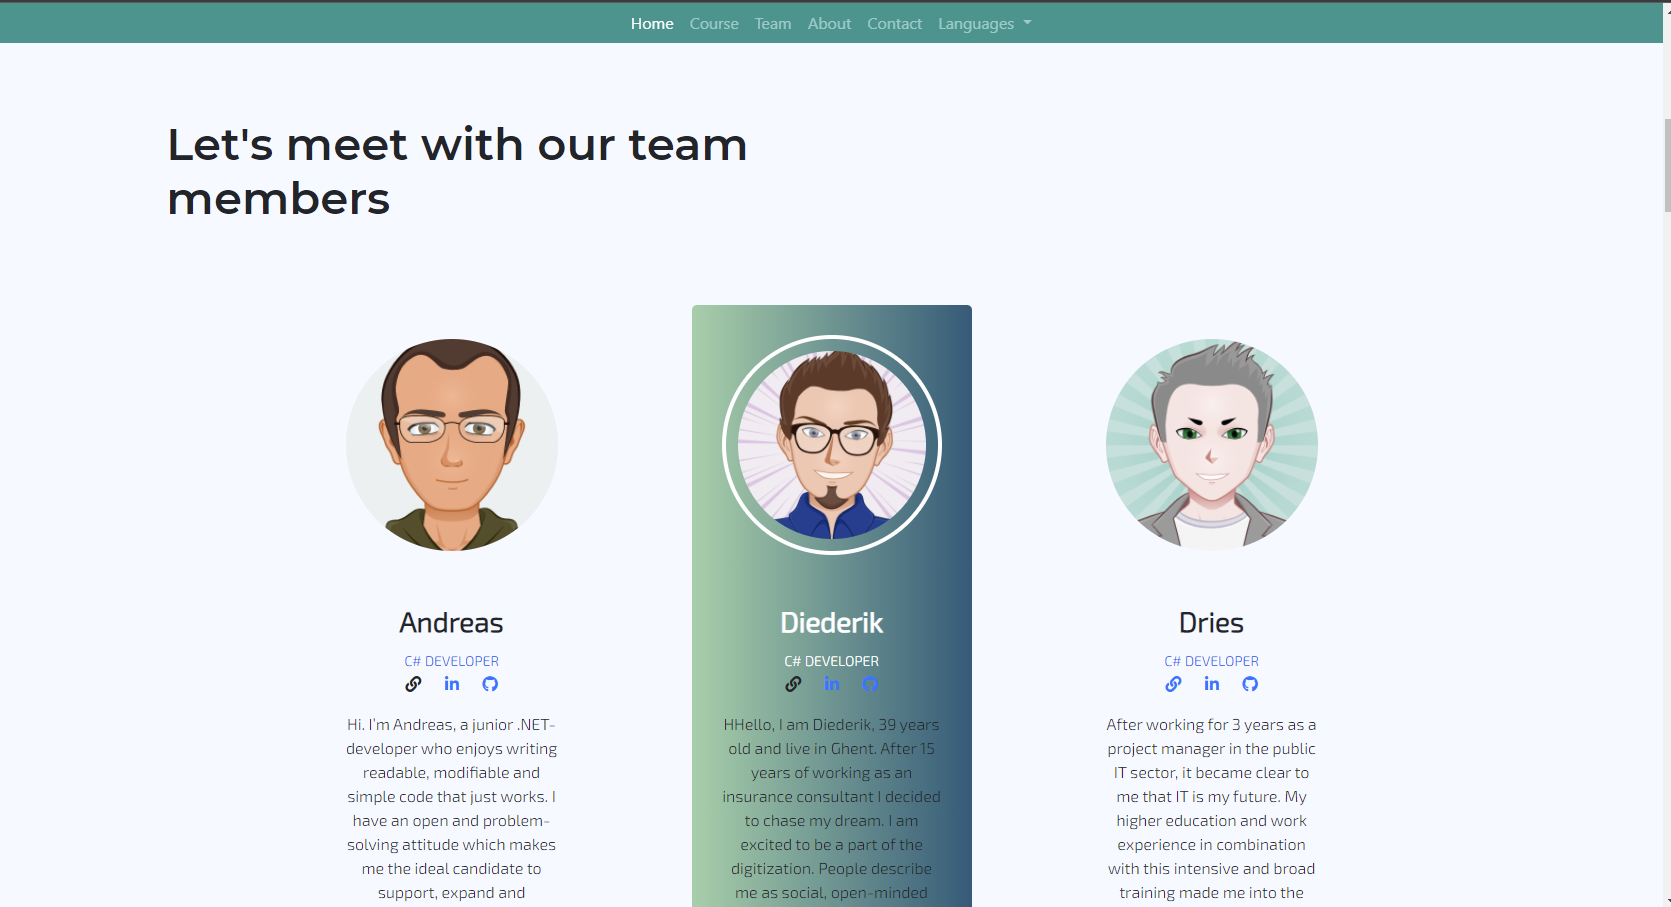 Home Course Team About Contact Languages
Let's meet with our team
members
Andreas
C# DEVELOPER
Hi. I'm Andreas, a junior .NET-
developer who enjoys writing
readable, modifiable and
simple code that just works. I
have an open and problem-
solving attitude which makes
me the ideal candidate to
support, expand and
Diederik
C# DEVELOPER
HHello, I am Diederik, 39 years
old and live in Ghent. After 15
years of working as an
insurance consultant I decided
to chase my dream. I am
excited to be a part of the
digitization. People describe
me as social, open-minded
Dries
C# DEVELOPER
After working for 3 years as a
project manager in the public
IT sector, it became clear to
me that IT is my future. My
higher education and work
experience in combination
with this intensive and broad
training made me into the